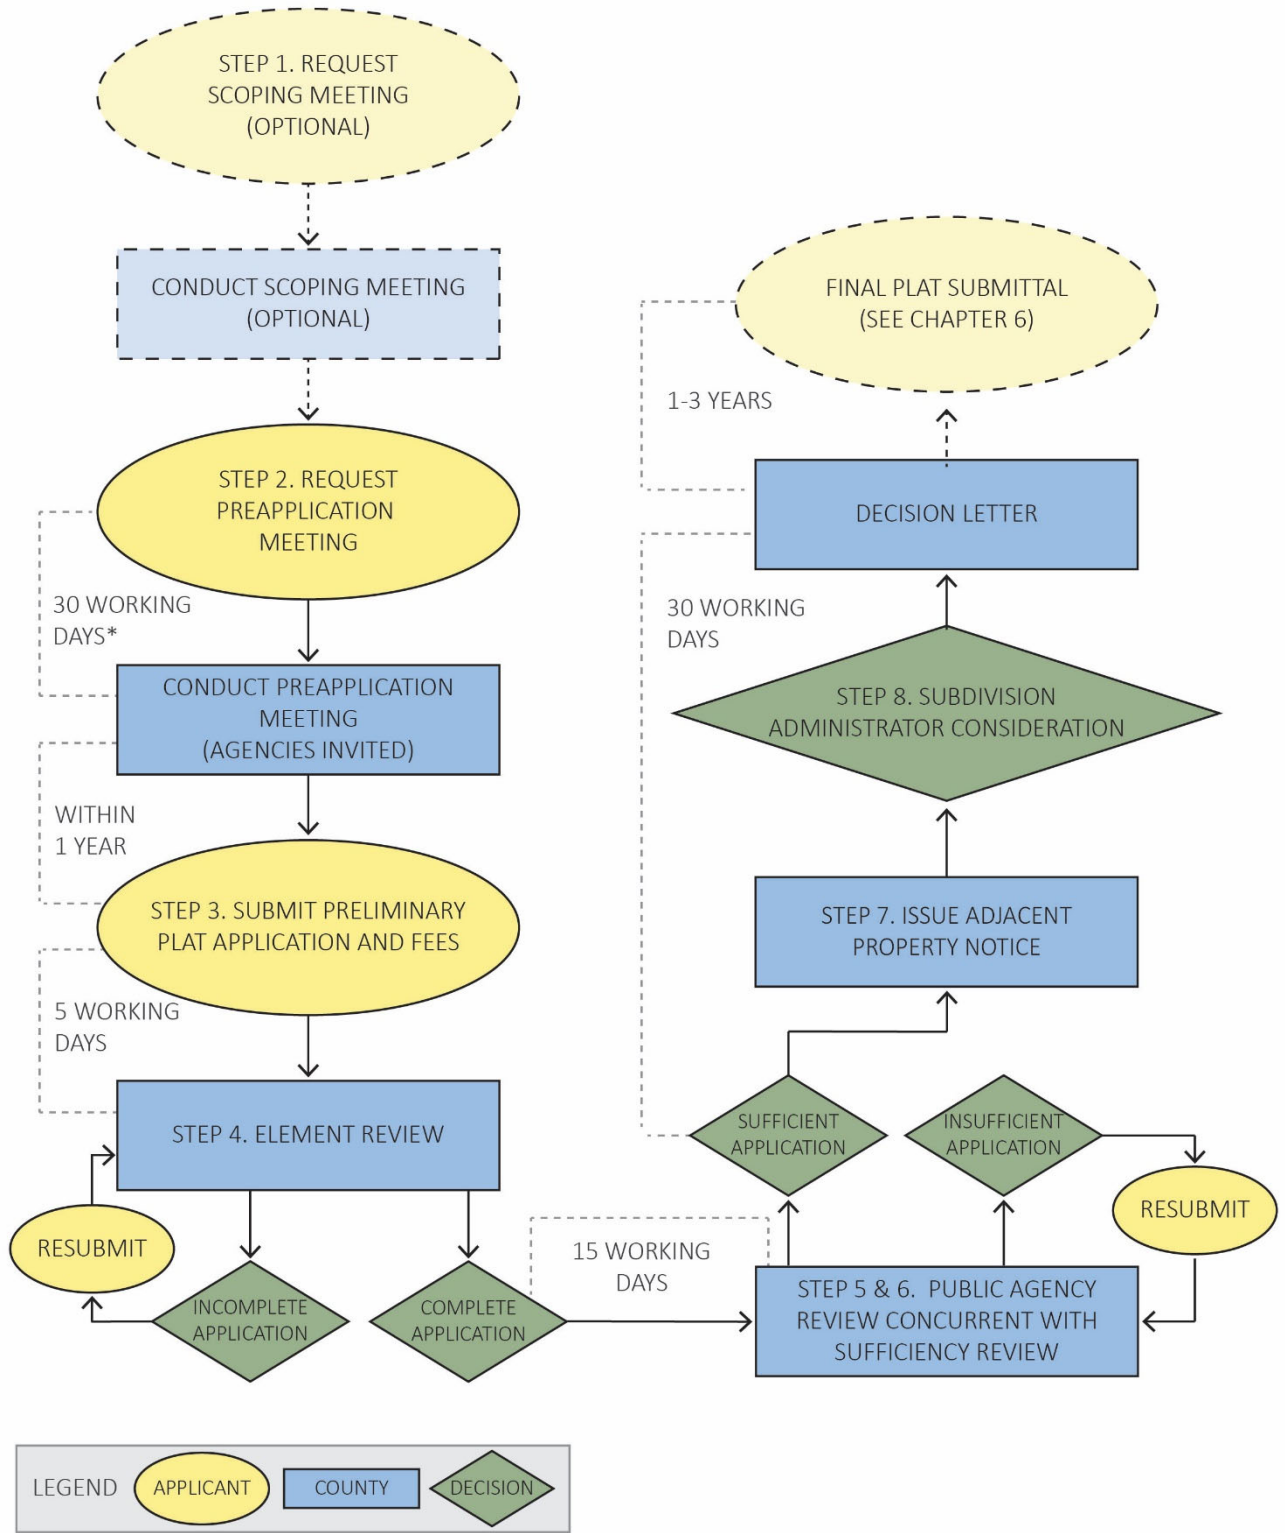 STEP 1. REQUEST
SCOPING MEETING
(OPTIONAL)
CONDUCT SCOPING MEETING
(OPTIONAL)
STEP 2. REQUEST
PREAPPLICATION
MEETING
30 WORKING
DAYS*
CONDUCT PREAPPLICATION
MEETING
(AGENCIES INVITED)
WITHIN
1 YEAR
STEP 3. SUBMIT PRELIMINARY
PLAT APPLICATION AND FEES
5 WORKING
DAYS
STEP 4. ELEMENT REVIEW
RESUBMIT
INCOMPLETE
APPLICATION
COMPLETE
APPLICATION
15 WORKING
DAYS
STEP 5 & 6. PUBLIC AGENCY
REVIEW CONCURRENT WITH
SUFFICIENCY REVIEW
SUFFICIENT
APPLICATION
INSUFFICIENT
APPLICATION
RESUBMIT
STEP 7. ISSUE ADJACENT
PROPERTY NOTICE
STEP 8. SUBDIVISION
ADMINISTRATOR CONSIDERATION
30 WORKING
DAYS
DECISION LETTER
1-3 YEARS
FINAL PLAT SUBMITTAL
(SEE CHAPTER 6)
LEGEND
APPLICANT
COUNTY
DECISION